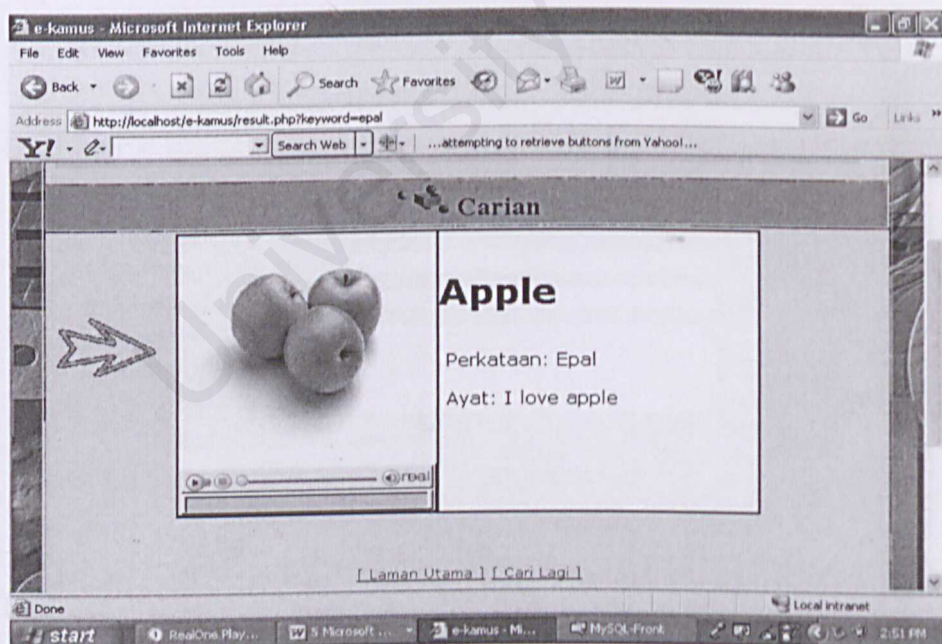 e-kamus - Microsoft Internet Explorer
File Edit View Favorites Tools Help
Back Search Favorites
Address http://localhost/e-kamus/result.php?keyword=epal Go Links »
Y! Search Web ...attempting to retrieve buttons from Yahoo!...
Carian
Apple
Perkataan: Epal
Ayat: I love apple
real
[ Laman Utama ] [ Cari Lagi ]
Done Local intranet
start RealOne Play... 5 Microsoft ... e-kamus - Mi... MySQL-Front 2:51 PM
University